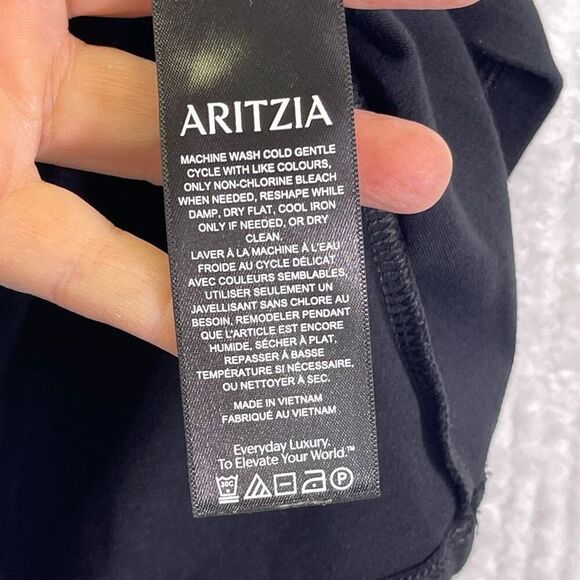 ARITZIA
MACHINE WASH COLD GENTLE
CYCLE WITH LIKE COLOURS,
ONLY NON-CHLORINE BLEACH
WHEN NEEDED, RESHAPE WHILE
DAMP, DRY FLAT, COOL IRON
ONLY IF NEEDED, OR DRY
CLEAN.
LAVER À LA MACHINE À L'EAU
FROIDE AU CYCLE DÉLICAT
AVEC COULEURS SEMBLABLES,
UTILISER SEULEMENT UN
JAVELLISANT SANS CHLORE AU
BESOIN, REMODELER PENDANT
QUE L'ARTICLE EST ENCORE
HUMIDE, SÉCHER À PLAT,
REPASSER À BASSE
TEMPÉRATURE SI NÉCESSAIRE,
OU NETTOYER À SEC.
MADE IN VIETNAM
FABRIQUÉ AU VIETNAM
Everyday Luxury.
To Elevate Your World.™
30C P